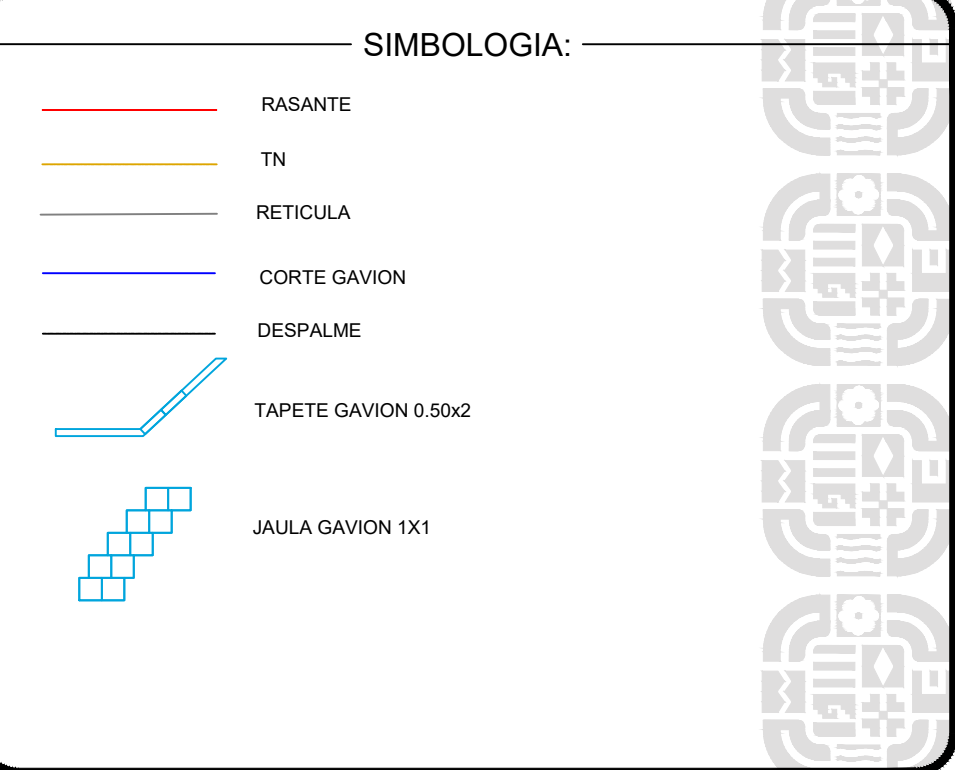 SIMBOLOGIA:
RASANTE
TN
RETICULA
CORTE GAVION
DESPALME
TAPETE GAVION 0.50x2
JAULA GAVION 1X1